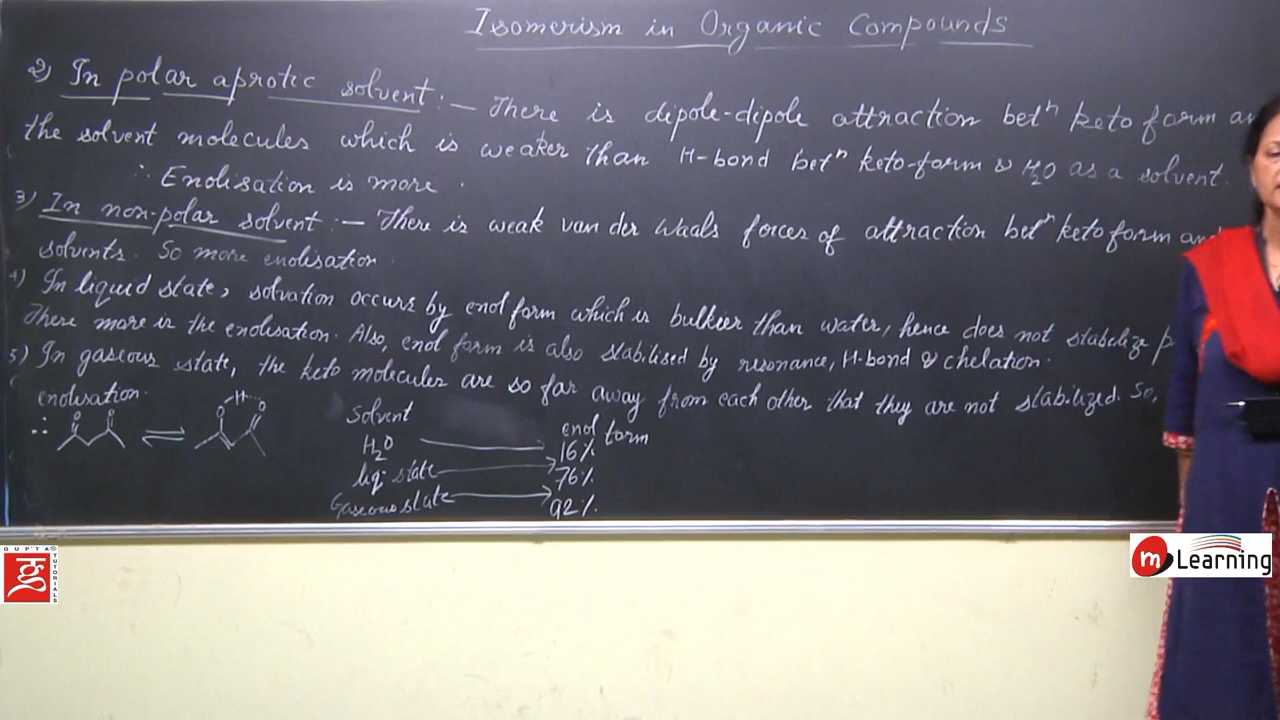 Isomerism in Organic Compounds
2) In polar aprotic solvent :— There is dipole-dipole attraction betⁿ keto form an
the solvent molecules which is weaker than H-bond betⁿ keto-form & H₂O as a solvent.
∴ Enolisation is more.
3) In non-polar solvent :— There is weak van der Waals forces of attraction betⁿ keto form and
solvents. So more enolisation
4) In liquid state, solvation occurs by enol form which is bulkier than water, hence does not stabelize p
There more is the enolisation. Also, enol form is also stabilised by resonance, H-bond & chelation.
5) In gaseous state, the keto molecules are so far away from each other that they are not stabilized. So,
enolisation.
O O ⇌ O H O
Solvent enol form
H₂O 16%
liq. state 76%
Gaseous state 92%.
GUPTA TUTORIALS
m Learning